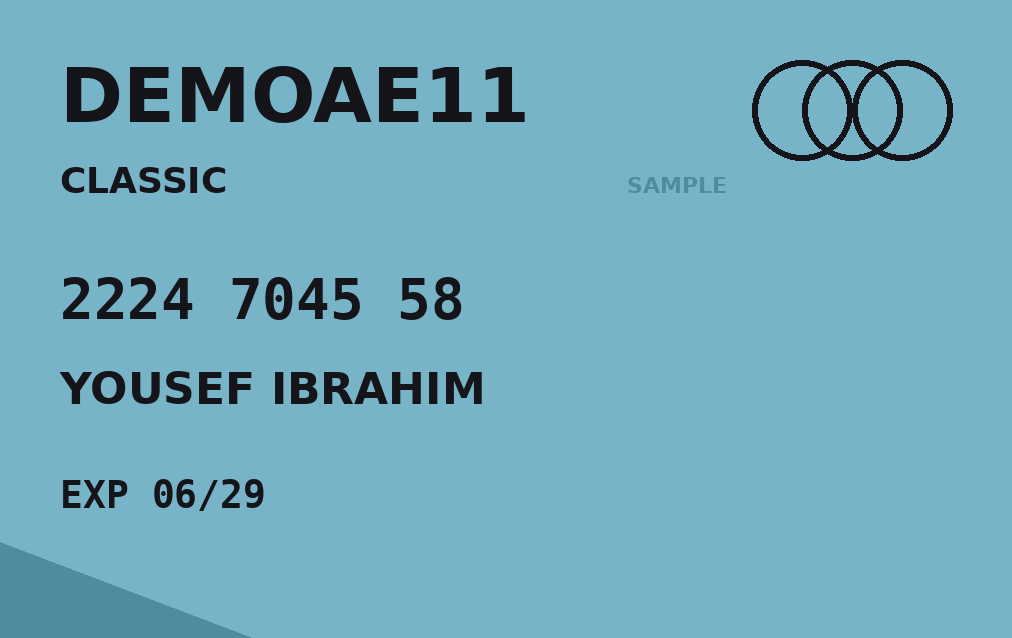 DEMOAE11
CLASSIC
SAMPLE
2224 7045 58
YOUSEF IBRAHIM
EXP 06/29